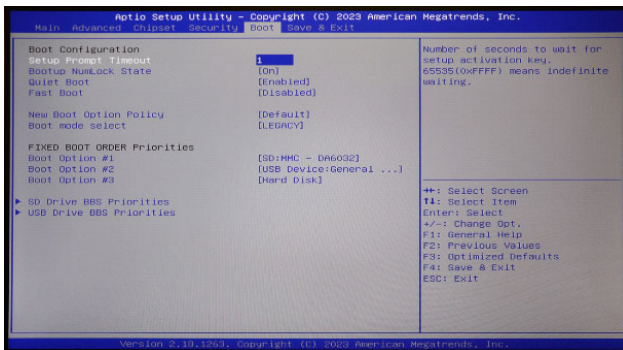 Aptio Setup Utility - Copyright (C) 2023 American Megatrends, Inc.
Main Advanced Chipset Security Boot Save & Exit
Boot Configuration
Setup Prompt Timeout 1
Bootup NumLock State [On]
Quiet Boot [Enabled]
Fast Boot [Disabled]
New Boot Option Policy [Default]
Boot mode select [LEGACY]
FIXED BOOT ORDER Priorities
Boot Option #1 [SD:MMC - DA6032]
Boot Option #2 [USB Device:General ...]
Boot Option #3 [Hard Disk]
SD Drive BBS Priorities
USB Drive BBS Priorities
Number of seconds to wait for
setup activation key.
65535(0xFFFF) means indefinite
waiting.
→←: Select Screen
↑↓: Select Item
Enter: Select
+/-: Change Opt.
F1: General Help
F2: Previous Values
F3: Optimized Defaults
F4: Save & Exit
ESC: Exit
Version 2.18.1263. Copyright (C) 2023 American Megatrends, Inc.